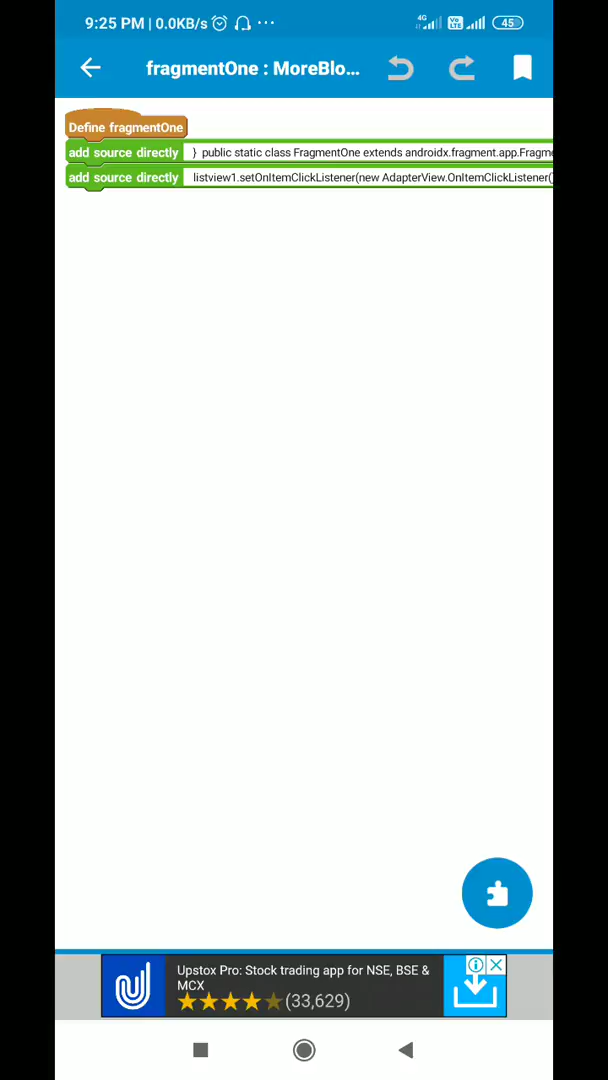 9:25 PM | 0.0KB/s ...
4G Vo LTE 45
fragmentOne : MoreBlo...
Define fragmentOne
add source directly } public static class FragmentOne extends androidx.fragment.app.Fragme
add source directly listview1.setOnItemClickListener(new AdapterView.OnItemClickListener()
Upstox Pro: Stock trading app for NSE, BSE &
MCX
(33,629)